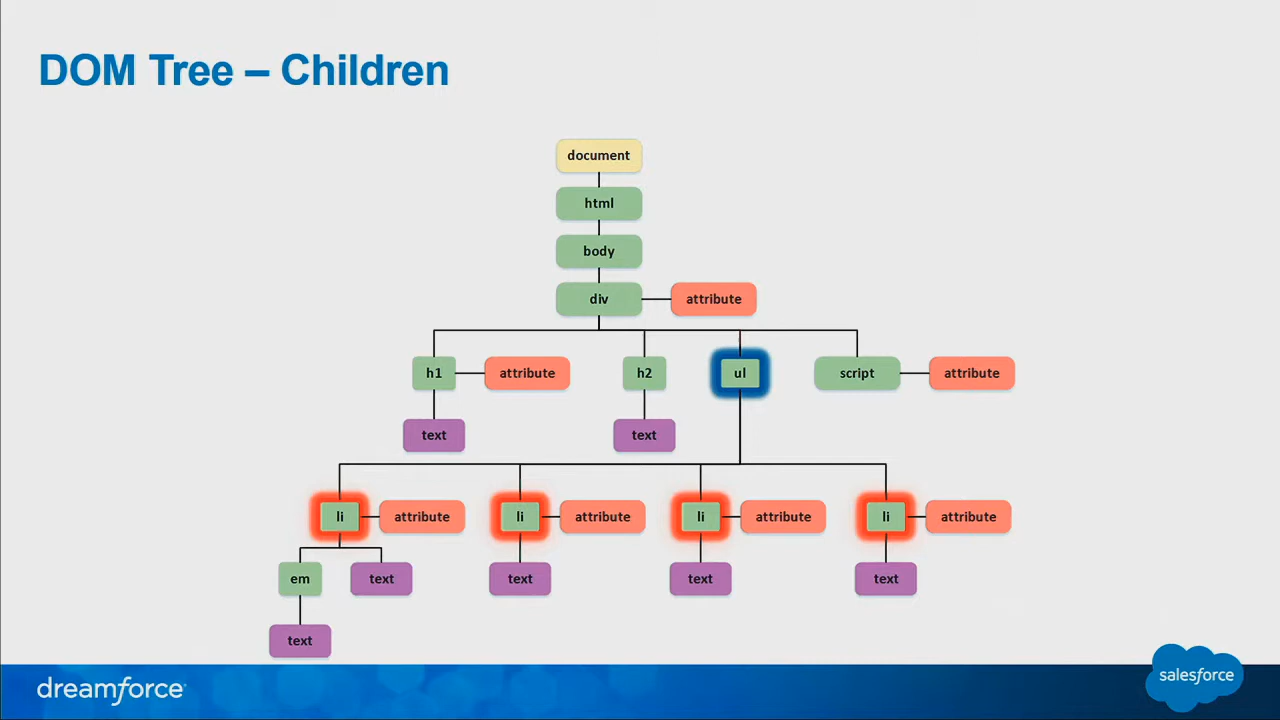 DOM Tree – Children
document
html
body
div
attribute
h1
attribute
h2
ul
script
attribute
text
text
li
attribute
li
attribute
li
attribute
li
attribute
em
text
text
text
text
text
dreamforce
salesforce